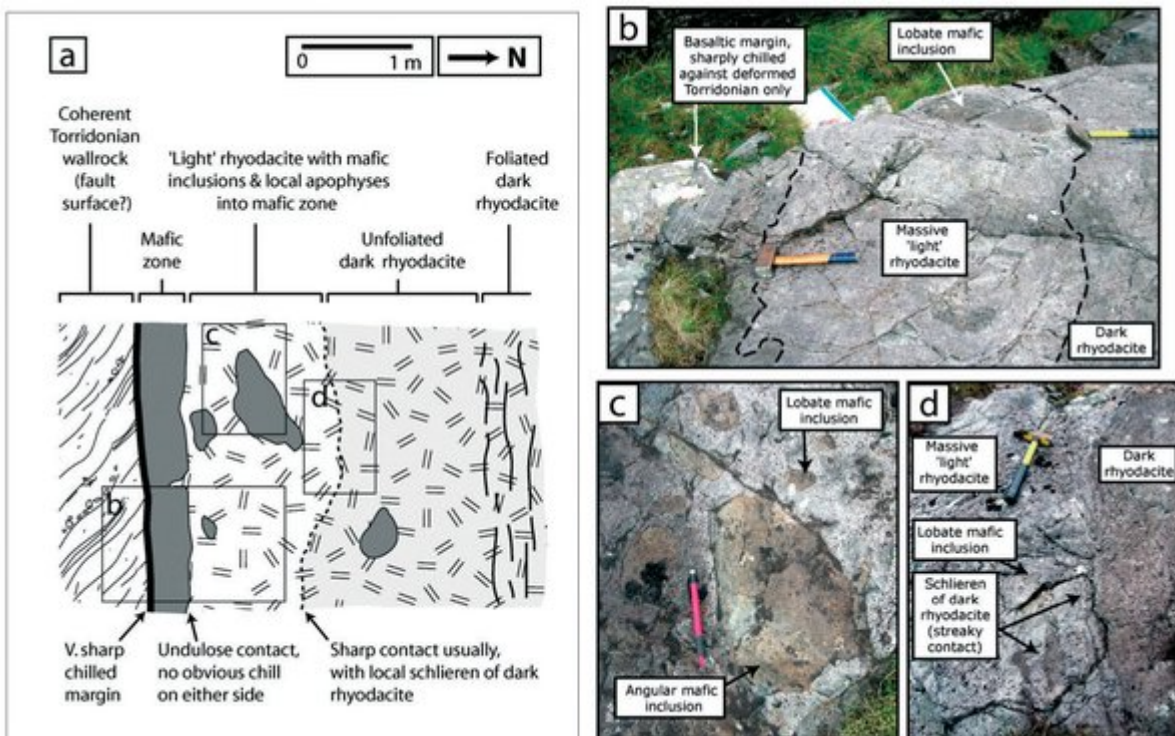 a
0 1 m
N
Coherent
Torridonian
wallrock
(fault
surface?)
Mafic
zone
'Light' rhyodacite with mafic
inclusions & local apophyses
into mafic zone
Unfoliated
dark rhyodacite
Foliated
dark
rhyodacite
c
d
b
V. sharp
chilled
margin
Undulose contact,
no obvious chill
on either side
Sharp contact usually,
with local schlieren of dark
rhyodacite
b
Basaltic margin,
sharply chilled
against deformed
Torridonian only
Lobate mafic
inclusion
Massive
'light'
rhyodacite
Dark
rhyodacite
c
Lobate mafic
inclusion
Angular mafic
inclusion
d
Massive
'light'
rhyodacite
Dark
rhyodacite
Lobate mafic
inclusion
Schlieren
of dark
rhyodacite
(streaky
contact)